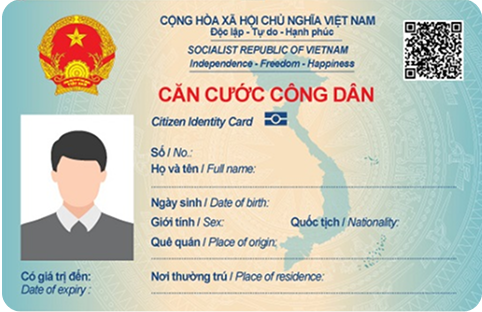 CỘNG HÒA XÃ HỘI CHỦ NGHĨA VIỆT NAM
Độc lập - Tự do - Hạnh phúc
SOCIALIST REPUBLIC OF VIETNAM
Independence - Freedom - Happiness
CĂN CƯỚC CÔNG DÂN
Citizen Identity Card
Số / No.:
Họ và tên / Full name:
Ngày sinh / Date of birth:
Giới tính / Sex: Quốc tịch / Nationality:
Quê quán / Place of origin:
Có giá trị đến: Nơi thường trú / Place of residence:
Date of expiry :